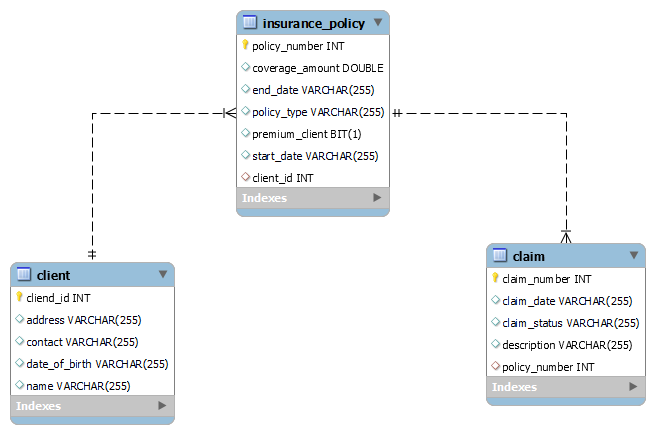 insurance_policy
policy_number INT
coverage_amount DOUBLE
end_date VARCHAR(255)
policy_type VARCHAR(255)
premium_client BIT(1)
start_date VARCHAR(255)
client_id INT
Indexes
client
cliend_id INT
address VARCHAR(255)
contact VARCHAR(255)
date_of_birth VARCHAR(255)
name VARCHAR(255)
Indexes
claim
claim_number INT
claim_date VARCHAR(255)
claim_status VARCHAR(255)
description VARCHAR(255)
policy_number INT
Indexes